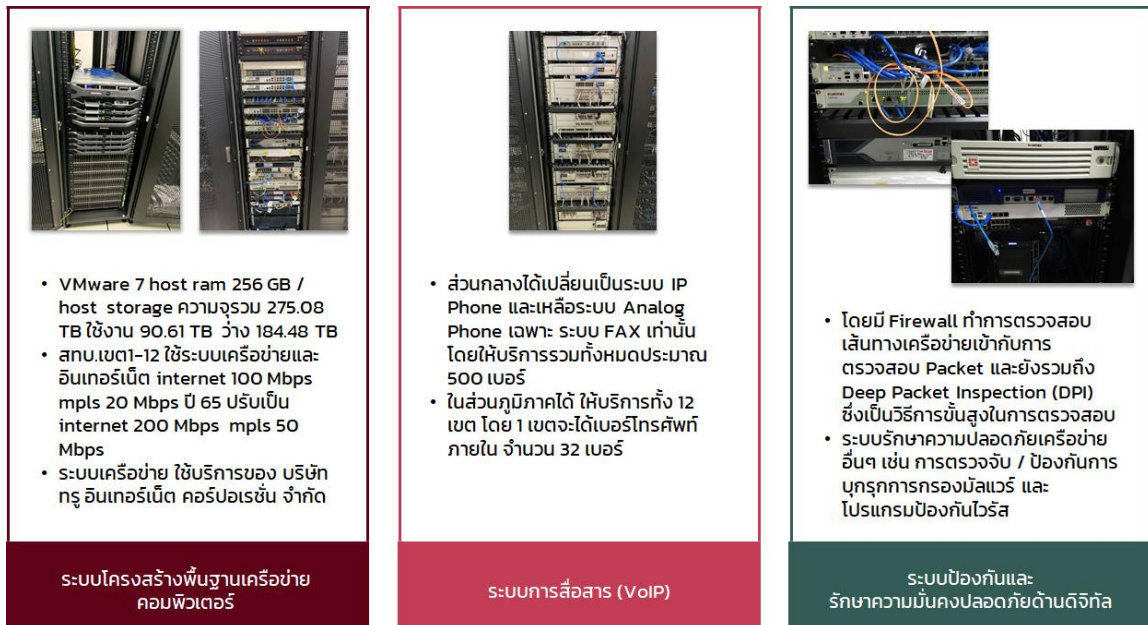 VMware 7 host ram 256 GB /
host storage ความจุรวม 275.08
TB ใช้งาน 90.61 TB ว่าง 184.48 TB
สทบ.เขต1-12 ใช้ระบบเครือข่ายและ
อินเทอร์เน็ต internet 100 Mbps
mpls 20 Mbps ปี 65 ปรับเป็น
internet 200 Mbps mpls 50
Mbps
ระบบเครือข่าย ใช้บริการของ บริษัท
ทรู อินเทอร์เน็ต คอร์ปอเรชั่น จำกัด
ระบบโครงสร้างพื้นฐานเครือข่าย
คอมพิวเตอร์
ส่วนกลางได้เปลี่ยนเป็นระบบ IP
Phone และเหลือระบบ Analog
Phone เฉพาะ ระบบ FAX เท่านั้น
โดยให้บริการรวมทั้งหมดประมาณ
500 เบอร์
ในส่วนภูมิภาคได้ ให้บริการทั้ง 12
เขต โดย 1 เขตจะได้เบอร์โทรศัพท์
ภายใน จำนวน 32 เบอร์
ระบบการสื่อสาร (VoIP)
โดยมี Firewall ทำการตรวจสอบ
เส้นทางเครือข่ายเข้ากับการ
ตรวจสอบ Packet และยังรวมถึง
Deep Packet Inspection (DPI)
ซึ่งเป็นวิธีการขั้นสูงในการตรวจสอบ
ระบบรักษาความปลอดภัยเครือข่าย
อื่นๆ เช่น การตรวจจับ / ป้องกันการ
บุกรุกการกรองมัลแวร์ และ
โปรแกรมป้องกันไวรัส
ระบบป้องกันและ
รักษาความมั่นคงปลอดภัยด้านดิจิทัล